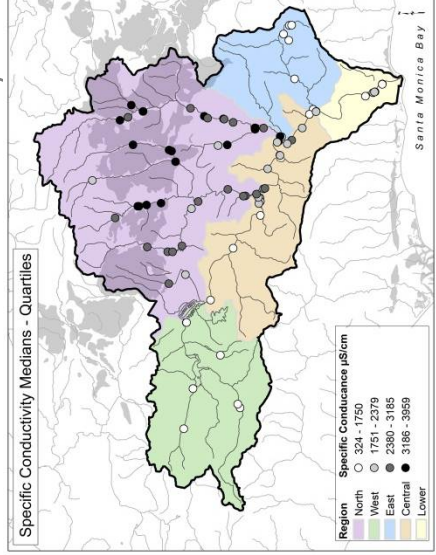 Specific Conductivity Medians - Quartiles
Santa Monica Bay
Region
North
West
East
Central
Lower
Specific Conducance µS/cm
324 - 1750
1751 - 2379
2380 - 3185
3186 - 3959